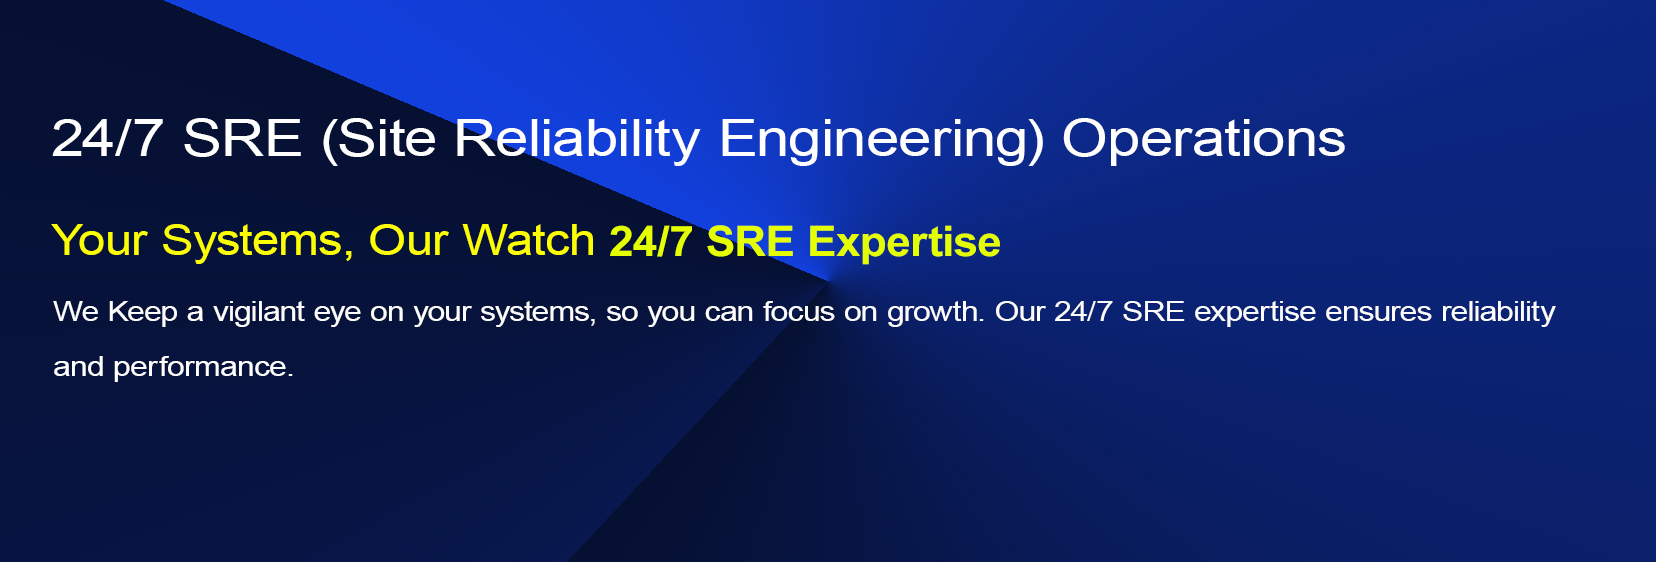 24/7 SRE (Site Reliability Engineering) Operations
Your Systems, Our Watch 24/7 SRE Expertise
We Keep a vigilant eye on your systems, so you can focus on growth. Our 24/7 SRE expertise ensures reliability
and performance.